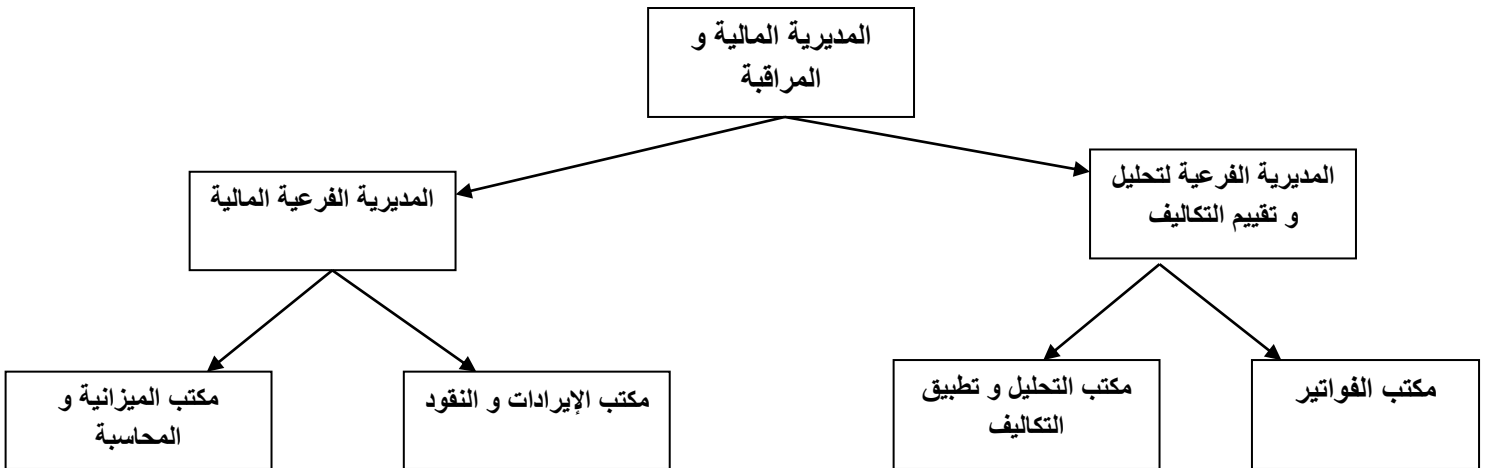 المديرية المالية و
المراقبة
المديرية الفرعية لتحليل
و تقييم التكاليف
المديرية الفرعية المالية
مكتب الفواتير
مكتب التحليل و تطبيق
التكاليف
مكتب الإيرادات و النقود
مكتب الميزانية و
المحاسبة